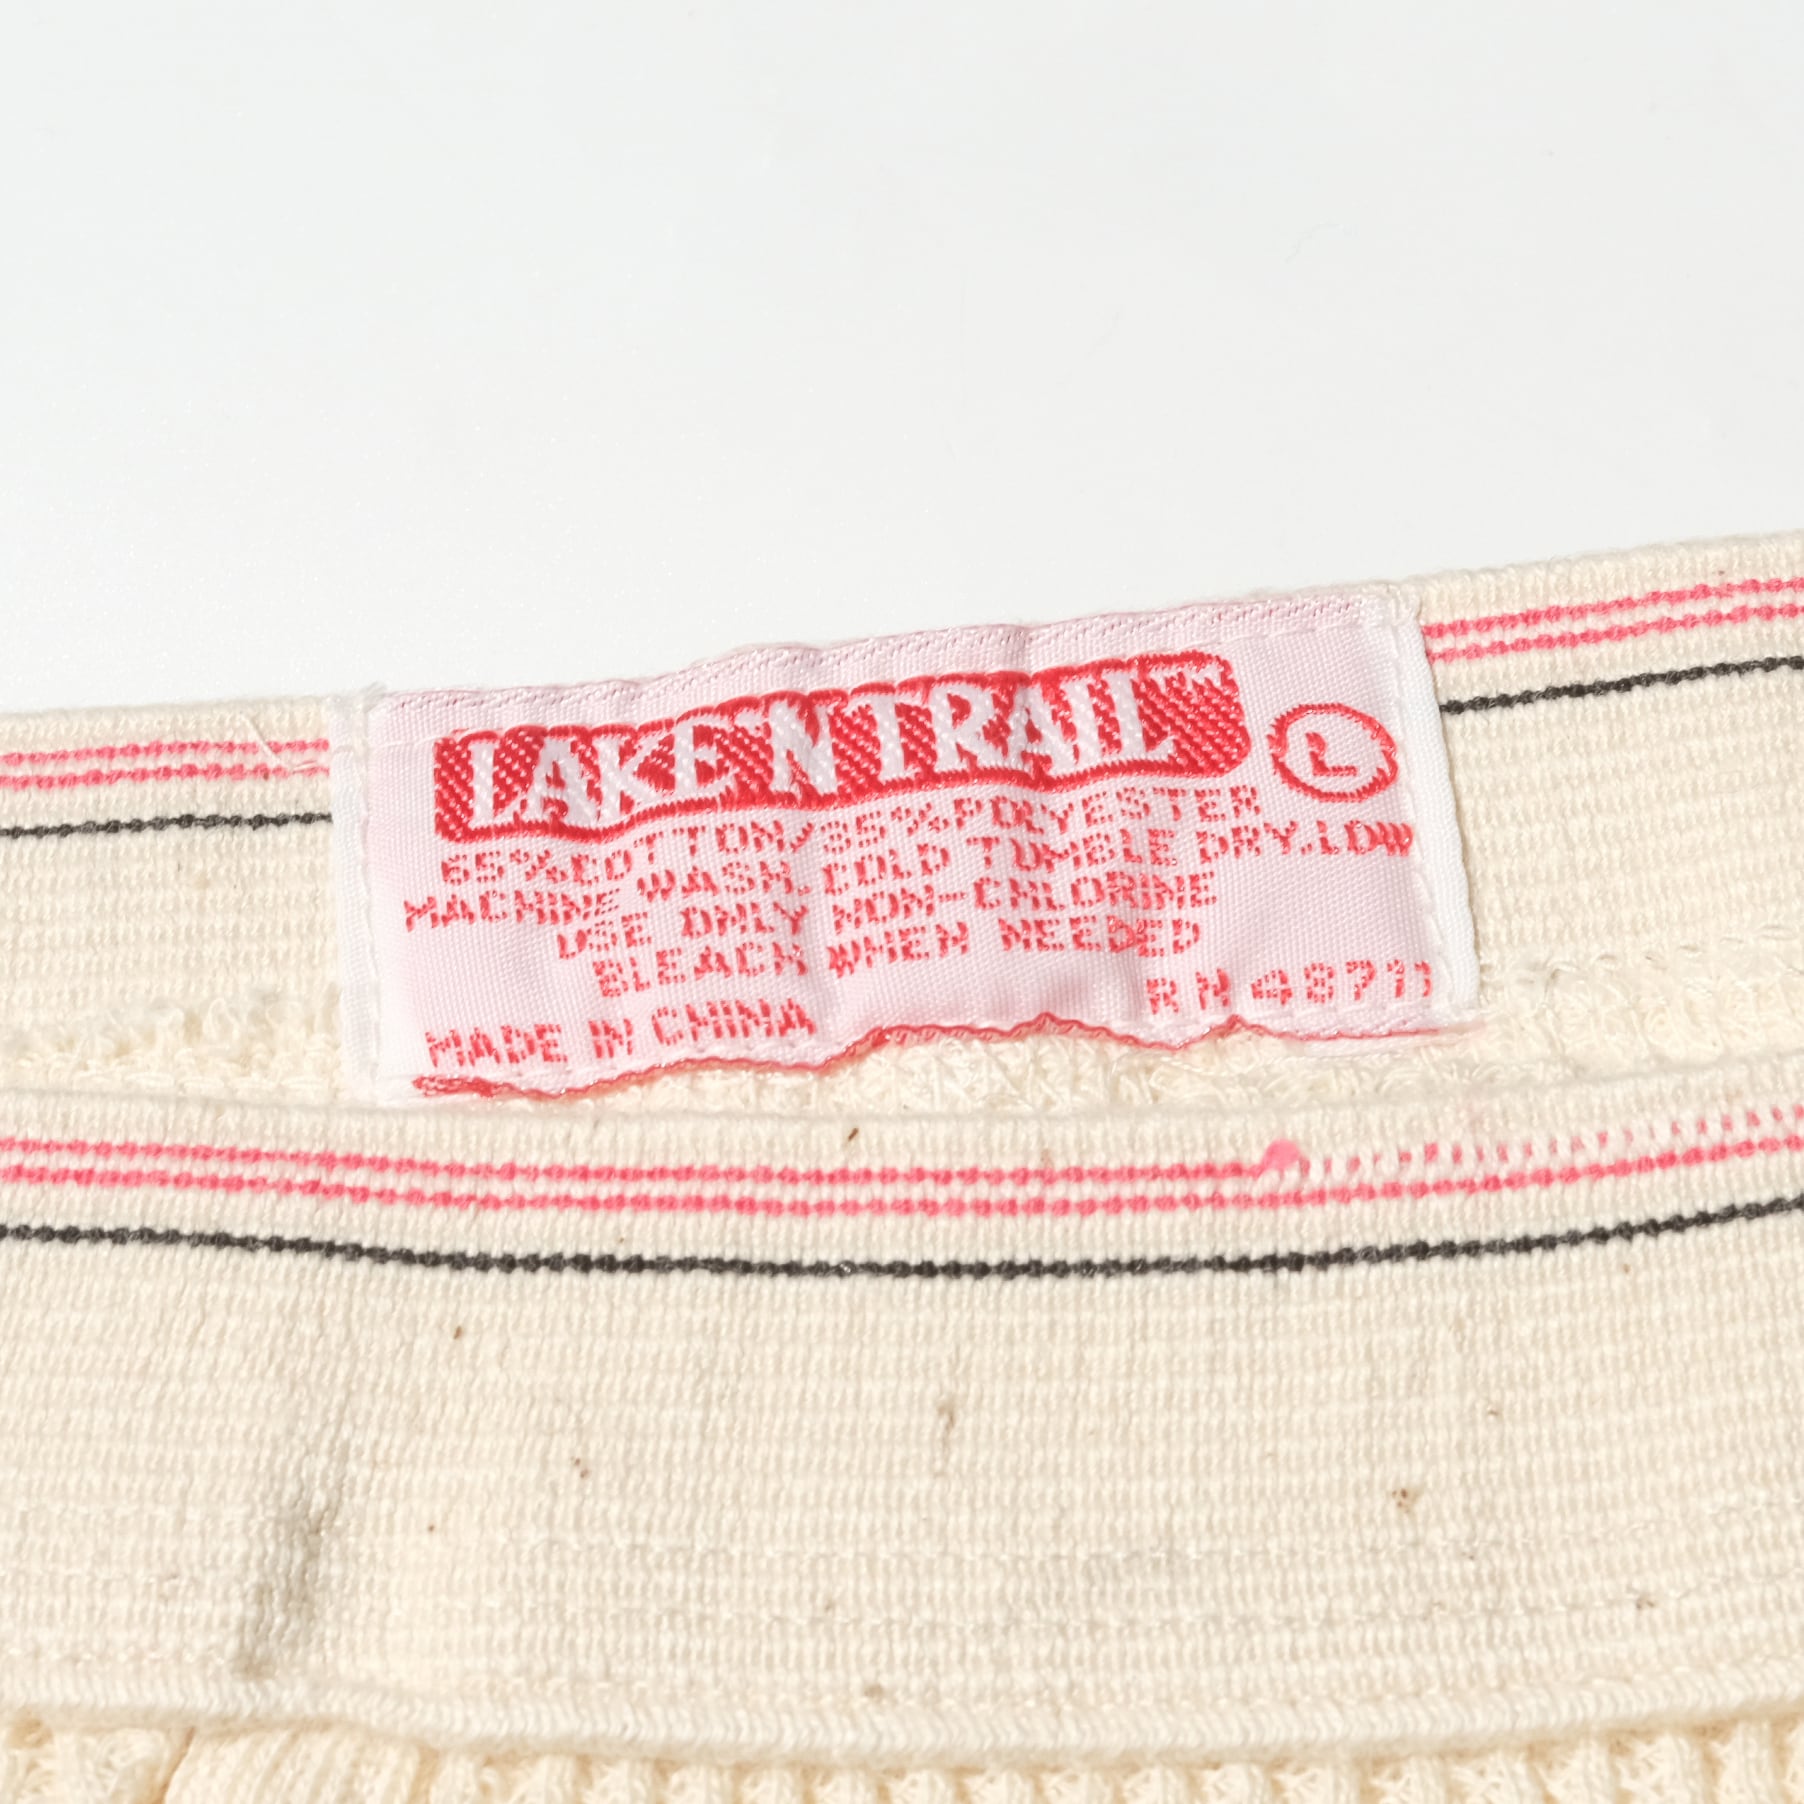 LAKE 'N TRAIL™
L
65%COTTON/35%POLYESTER
MACHINE WASH. COLD TUMBLE DRY.LOW
USE ONLY NON-CHLORINE
BLEACH WHEN NEEDED
RN 48711
MADE IN CHINA